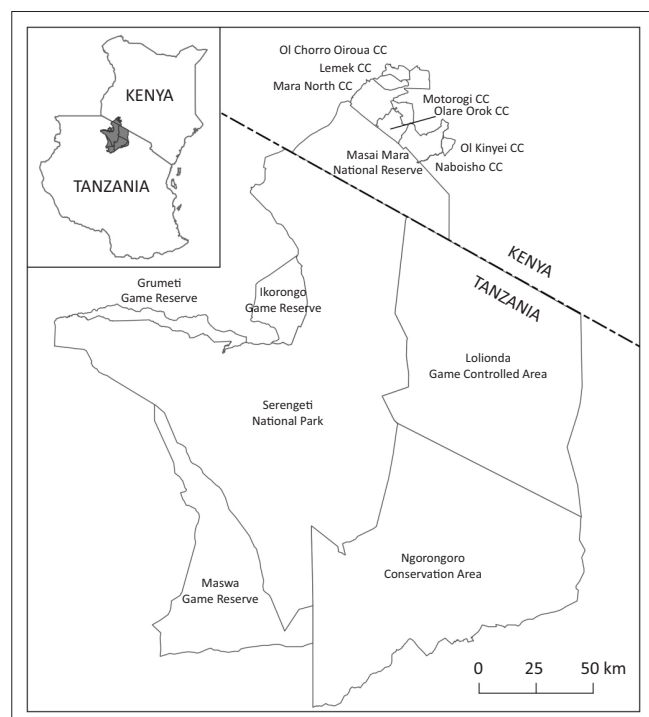 KENYA
TANZANIA
Ol Chorro Oiroua CC
Lemek CC
Mara North CC
Motorogi CC
Olare Orok CC
Ol Kinyei CC
Naboisho CC
Masai Mara
National Reserve
KENYA
TANZANIA
Grumeti
Game Reserve
Ikorongo
Game Reserve
Lolionda
Game Controlled Area
Serengeti
National Park
Ngorongoro
Conservation Area
Maswa
Game Reserve
0 25 50 km